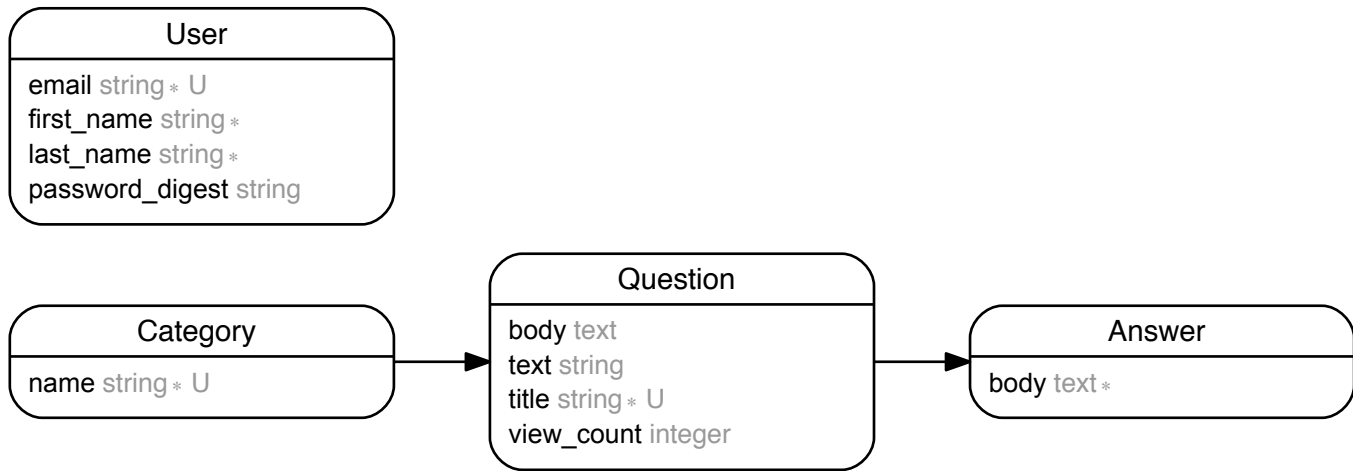 User
email string* U
first_name string*
last_name string*
password_digest string
Category
name string* U
Question
body text
text string
title string* U
view_count integer
Answer
body text*